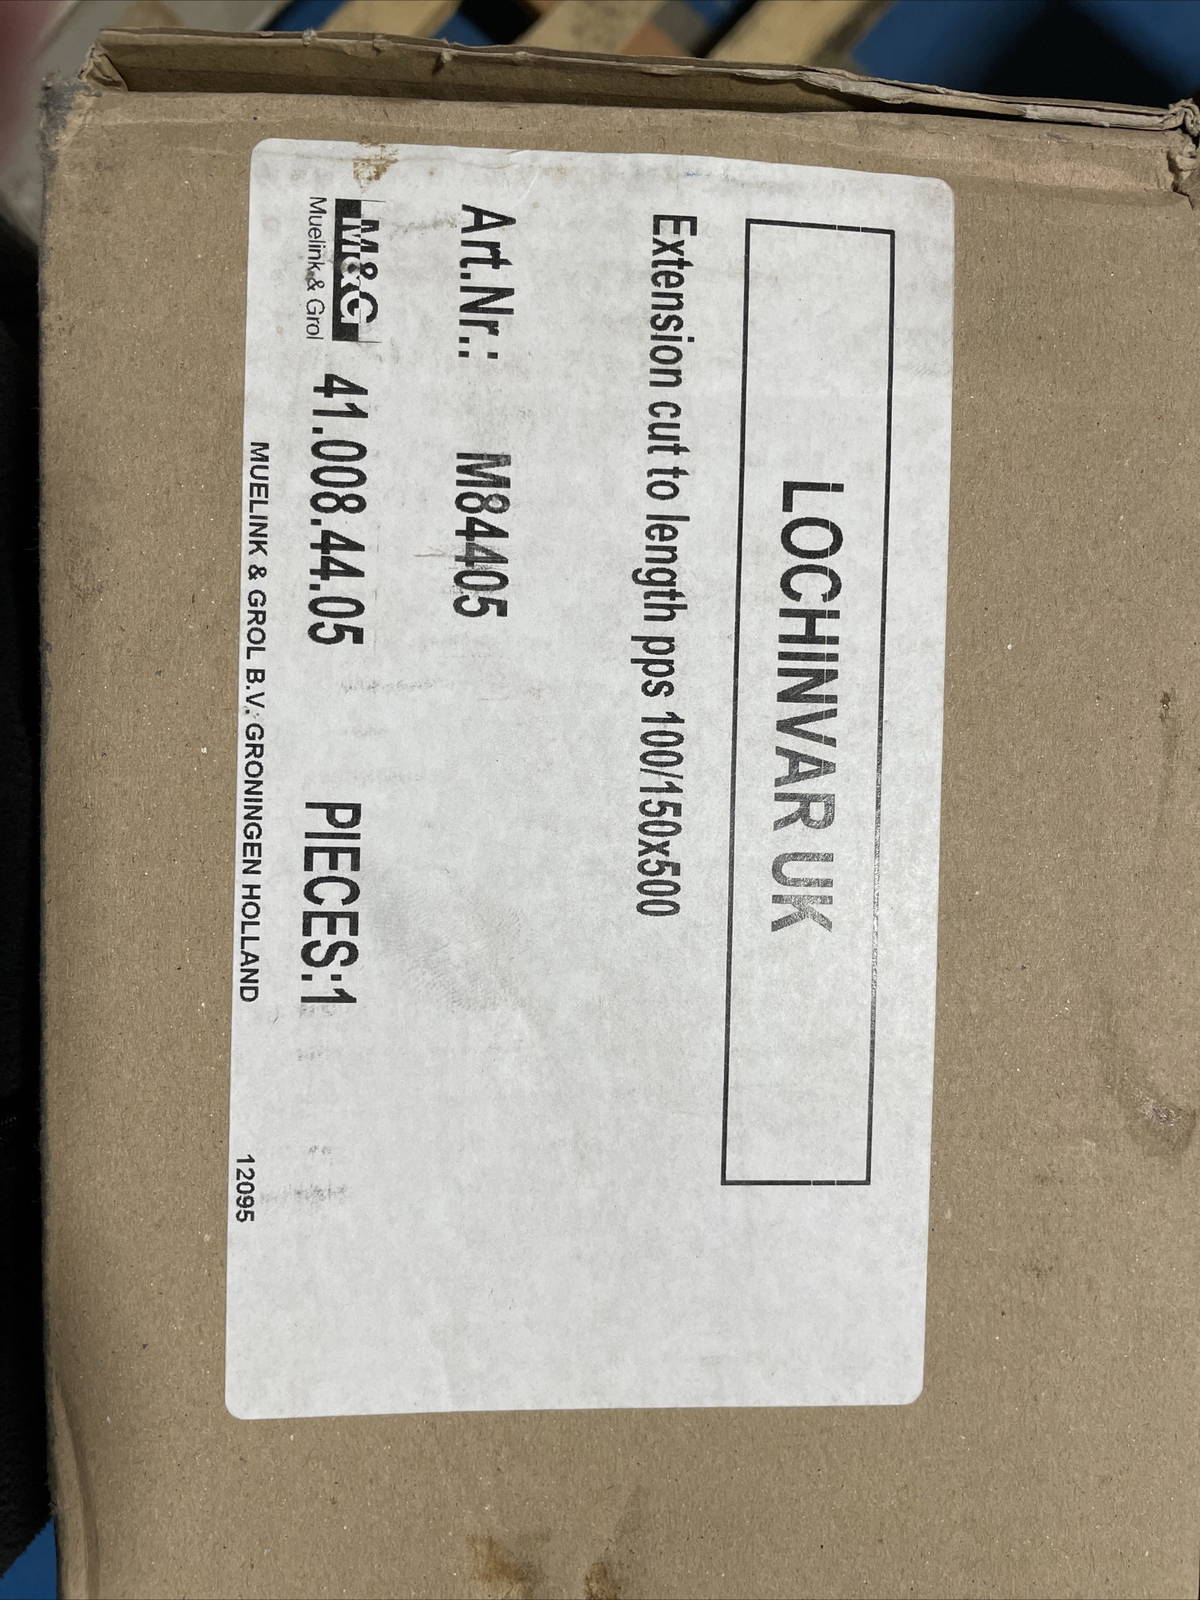 LOCHINVAR UK
Extension cut to length pps 100/150x500
Art.Nr.: M8405
M&G
Muelink & Grol
41.008.44.05 PIECES:1
MUELINK & GROL B.V. GRONINGEN HOLLAND
12095